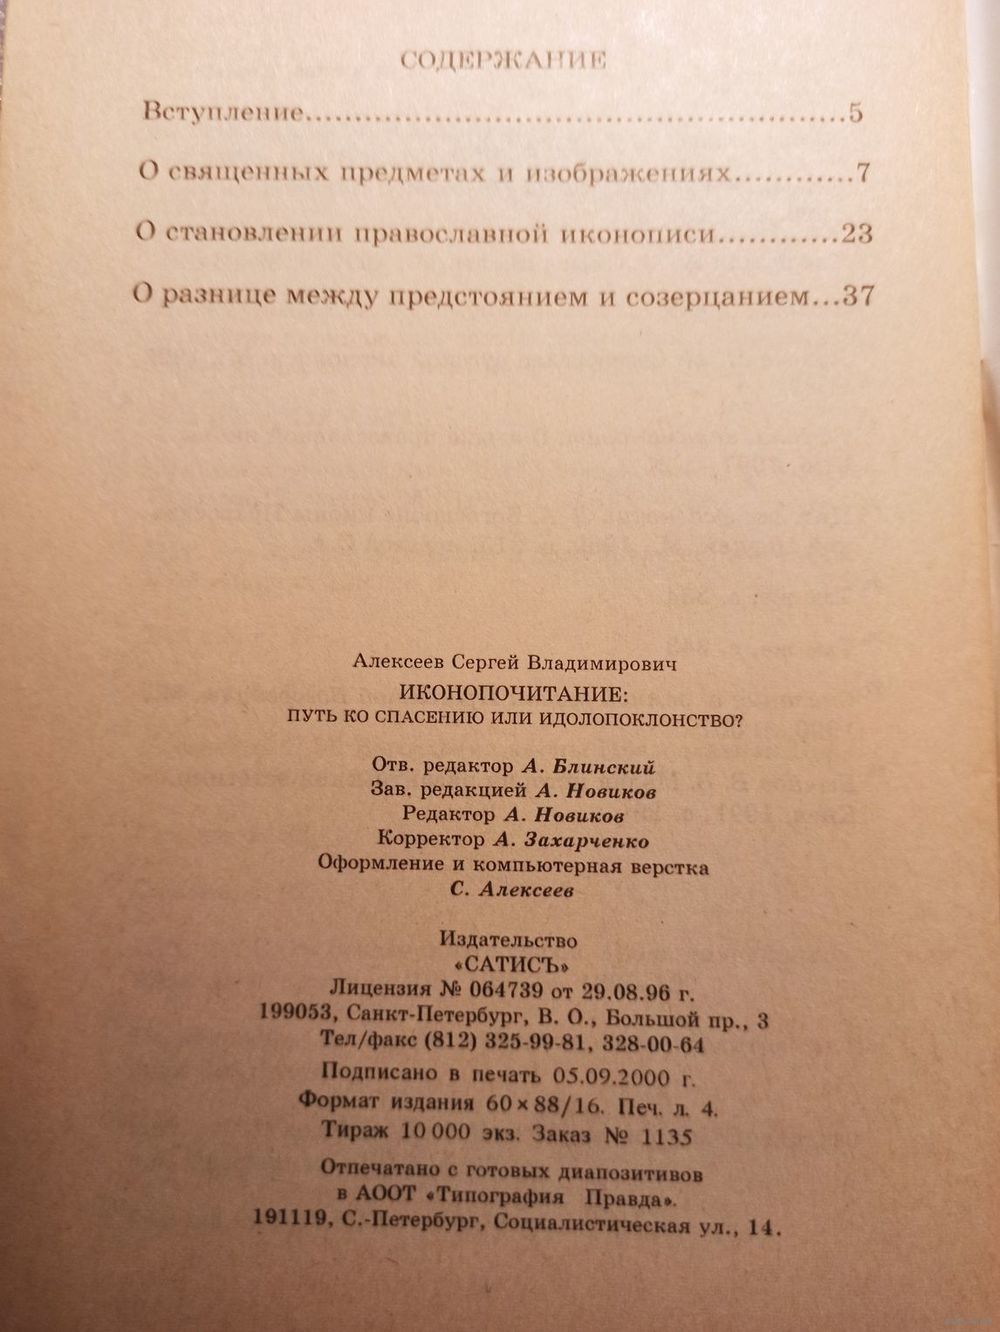 СОДЕРЖАНИЕ
Вступление......................................................5
О священных предметах и изображениях............7
О становлении православной иконописи............23
О разнице между предстоянием и созерцанием...37
Алексеев Сергей Владимирович
ИКОНОПОЧИТАНИЕ:
ПУТЬ КО СПАСЕНИЮ ИЛИ ИДОЛОПОКЛОНСТВО?
Отв. редактор А. Блинский
Зав. редакцией А. Новиков
Редактор А. Новиков
Корректор А. Захарченко
Оформление и компьютерная верстка
С. Алексеев
Издательство
«САТИСЪ»
Лицензия № 064739 от 29.08.96 г.
199053, Санкт-Петербург, В. О., Большой пр., 3
Тел/факс (812) 325-99-81, 328-00-64
Подписано в печать 05.09.2000 г.
Формат издания 60×88/16. Печ. л. 4.
Тираж 10 000 экз. Заказ № 1135
Отпечатано с готовых диапозитивов
в АООТ «Типография Правда».
191119, С.-Петербург, Социалистическая ул., 14.